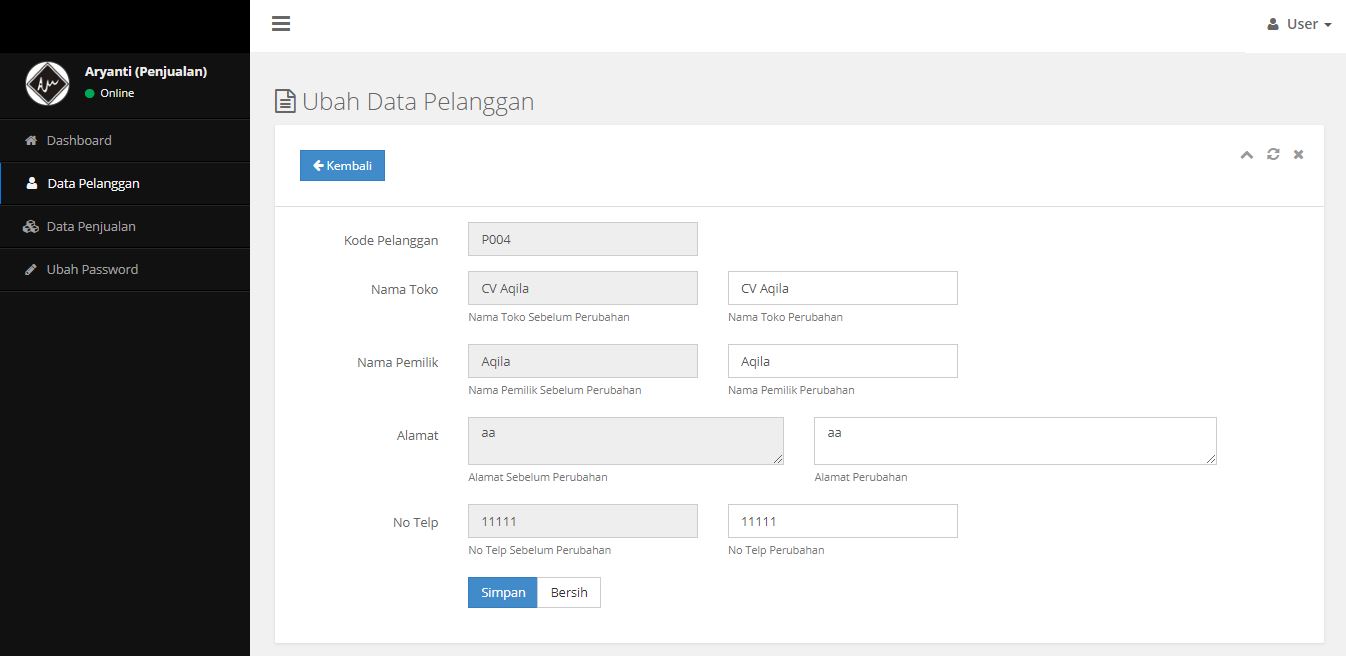 User
Aryanti (Penjualan)
Online
Dashboard
Data Pelanggan
Data Penjualan
Ubah Password
Ubah Data Pelanggan
Kembali
Kode Pelanggan P004
Nama Toko CV Aqila CV Aqila
Nama Toko Sebelum Perubahan Nama Toko Perubahan
Nama Pemilik Aqila Aqila
Nama Pemilik Sebelum Perubahan Nama Pemilik Perubahan
Alamat aa aa
Alamat Sebelum Perubahan Alamat Perubahan
No Telp 11111 11111
No Telp Sebelum Perubahan No Telp Perubahan
Simpan Bersih